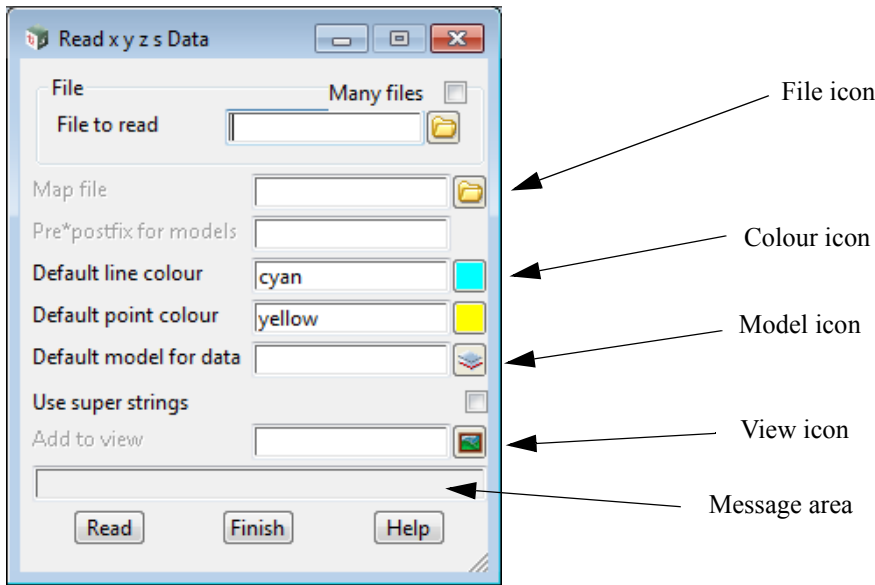 Read x y z s Data
File
Many files
File to read
File icon
Map file
Pre*postfix for models
Colour icon
Default line colour
cyan
Default point colour
yellow
Model icon
Default model for data
Use super strings
Add to view
View icon
Message area
Read Finish Help